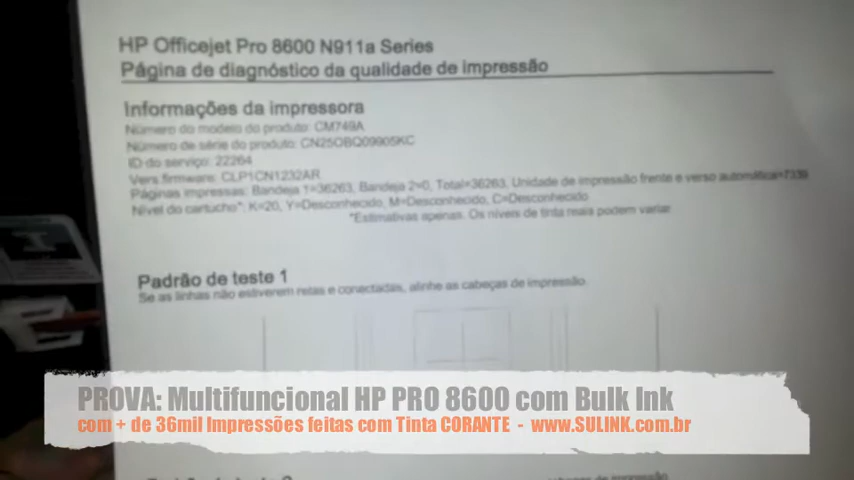 HP Officejet Pro 8600 N911a Series
Página de diagnóstico da qualidade de impressão
Informações da impressora
Número do modelo do produto: CM749A
Número de série do produto: CN25OBQ09905KC
ID do serviço: 22264
Vers.firmware: CLP1CN1232AR
Páginas impressas: Bandeja 1=36263, Bandeja 2=0, Total=36263, Unidade de impressão frente e verso automática=7339
Nível do cartucho*: K=20, Y=Desconhecido, M=Desconhecido, C=Desconhecido
*Estimativas apenas. Os níveis de tinta reais podem variar.
Padrão de teste 1
Se as linhas não estiverem retas e conectadas, alinhe as cabeças de impressão.
PROVA: Multifuncional HP PRO 8600 com Bulk Ink
com + de 36mil Impressões feitas com Tinta CORANTE - www.SULINK.com.br